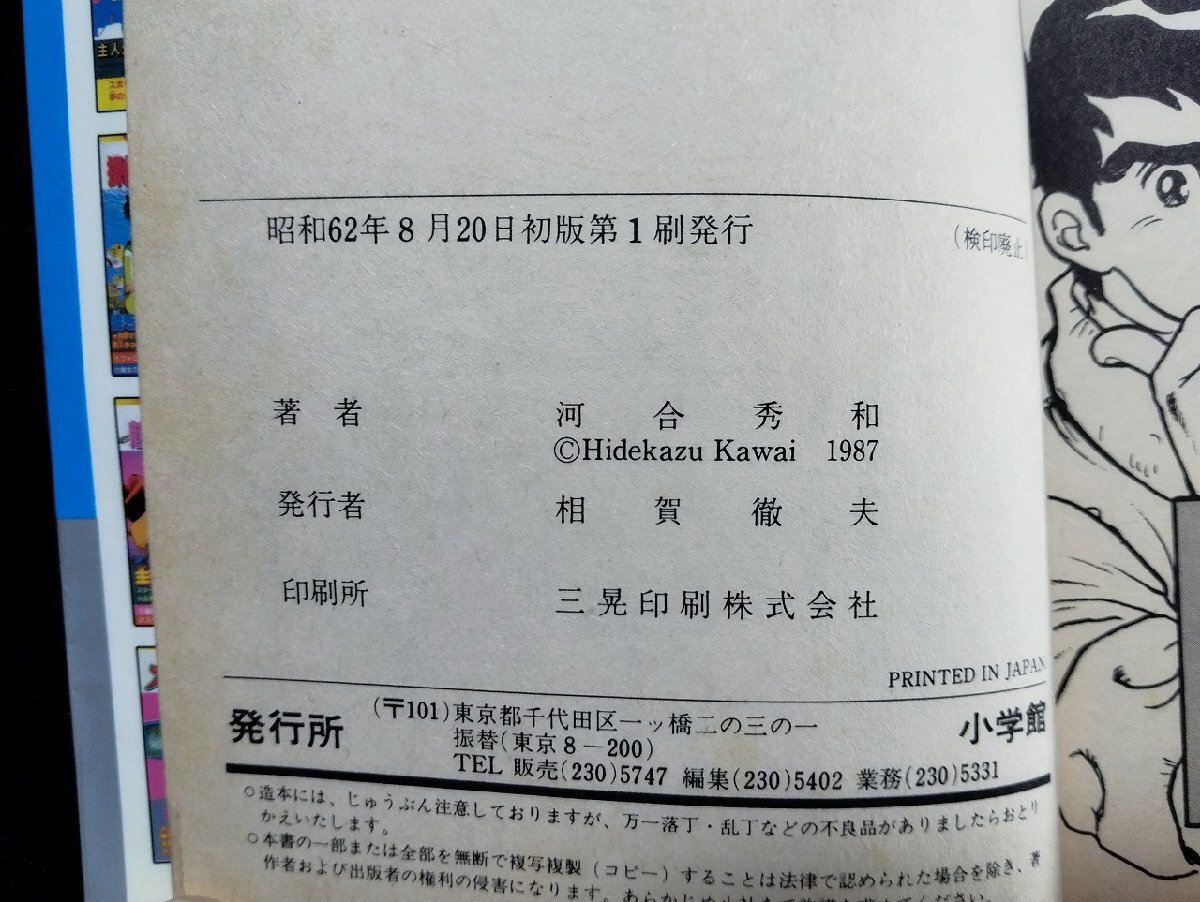 昭和62年8月20日初版第1刷発行
(検印廃止)
著者 河合秀和
©Hidekazu Kawai 1987
発行者 相賀徹夫
印刷所 三晃印刷株式会社
PRINTED IN JAPAN
発行所
(〒101)東京都千代田区一ッ橋二の三の一
振替(東京8-200)
TEL 販売(230)5747 編集(230)5402 業務(230)5331
小学館
○造本には、じゅうぶん注意しておりますが、万一落丁・乱丁などの不良品がありましたらおとり
かえいたします。
○本書の一部または全部を無断で複写複製(コピー)することは法律で認められた場合を除き、著
作者および出版者の権利の侵害になります。あらかじめ
主人